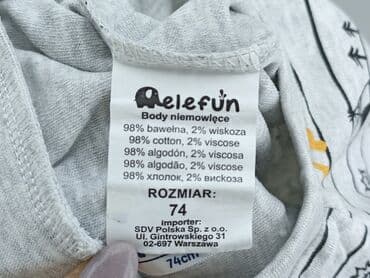 elefun
Body niemowlęce
98% bawełna, 2% wiskoza
98% cotton, 2% viscose
98% algodón, 2% viscosa
98% algodão, 2% viscose
98% хлопок, 2% вискоза
ROZMIAR:
74
importer:
SDV Polska Sp. z o.o.
Ul. Gintrowskiego 31
02-697 Warszawa
74cm